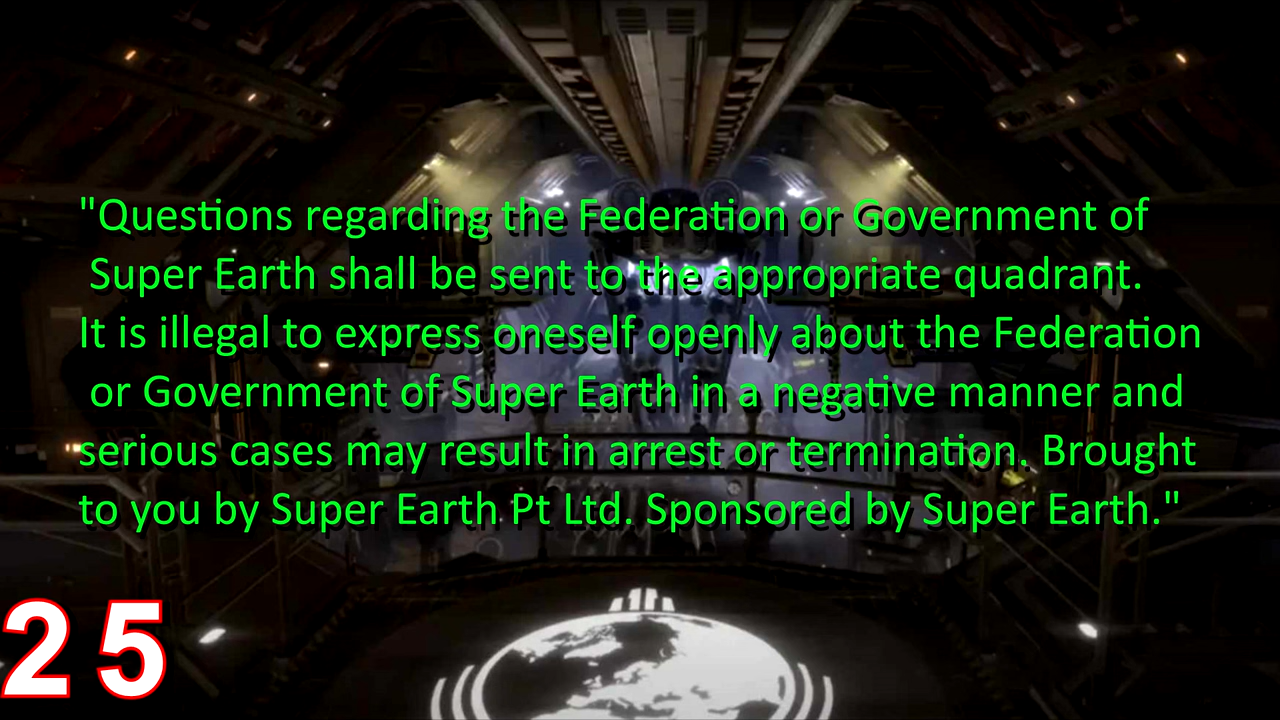 "Questions regarding the Federation or Government of
Super Earth shall be sent to the appropriate quadrant.
It is illegal to express oneself openly about the Federation
or Government of Super Earth in a negative manner and
serious cases may result in arrest or termination. Brought
to you by Super Earth Pt Ltd. Sponsored by Super Earth."
25